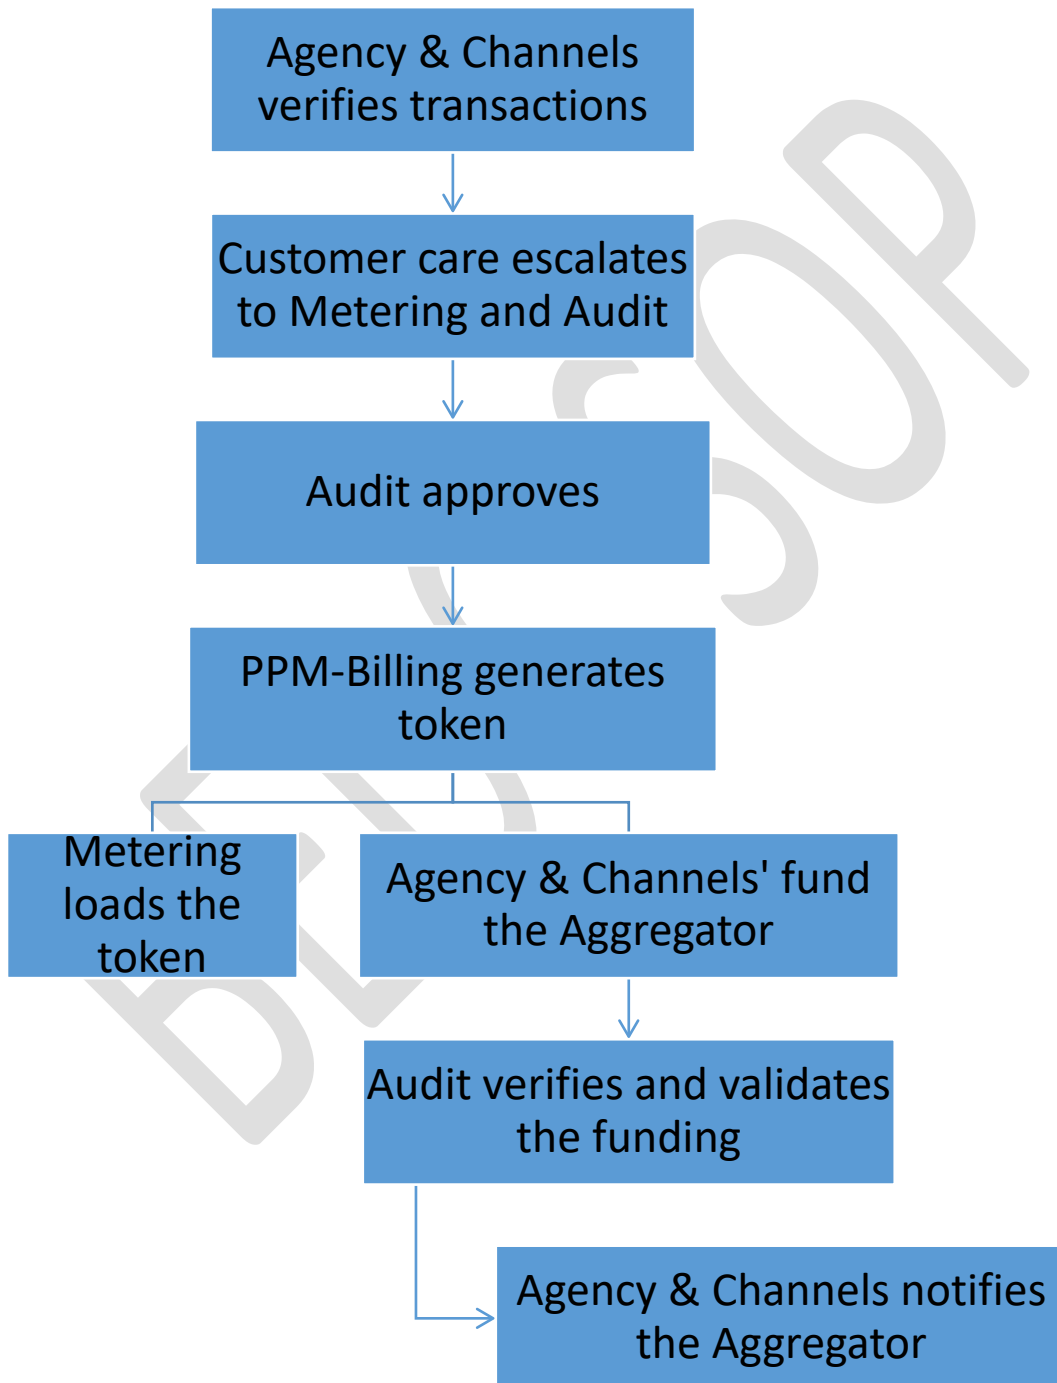 Agency & Channels
verifies transactions
Customer care escalates
to Metering and Audit
Audit approves
PPM-Billing generates
token
Metering
loads the
token
Agency & Channels' fund
the Aggregator
Audit verifies and validates
the funding
Agency & Channels notifies
the Aggregator